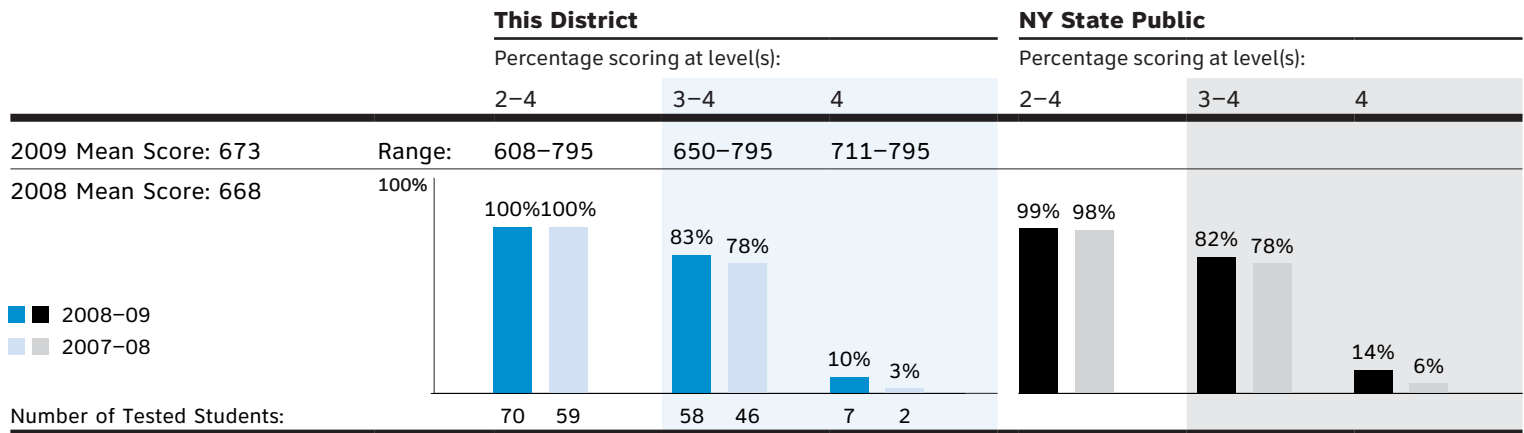 This District NY State Public
Percentage scoring at level(s): Percentage scoring at level(s):
2–4 3–4 4 2–4 3–4 4
2009 Mean Score: 673 Range: 608–795 650–795 711–795
2008 Mean Score: 668 100%
100% 100% 83% 78% 10% 3% 99% 98% 82% 78% 14% 6%
2008–09
2007–08
Number of Tested Students: 70 59 58 46 7 2